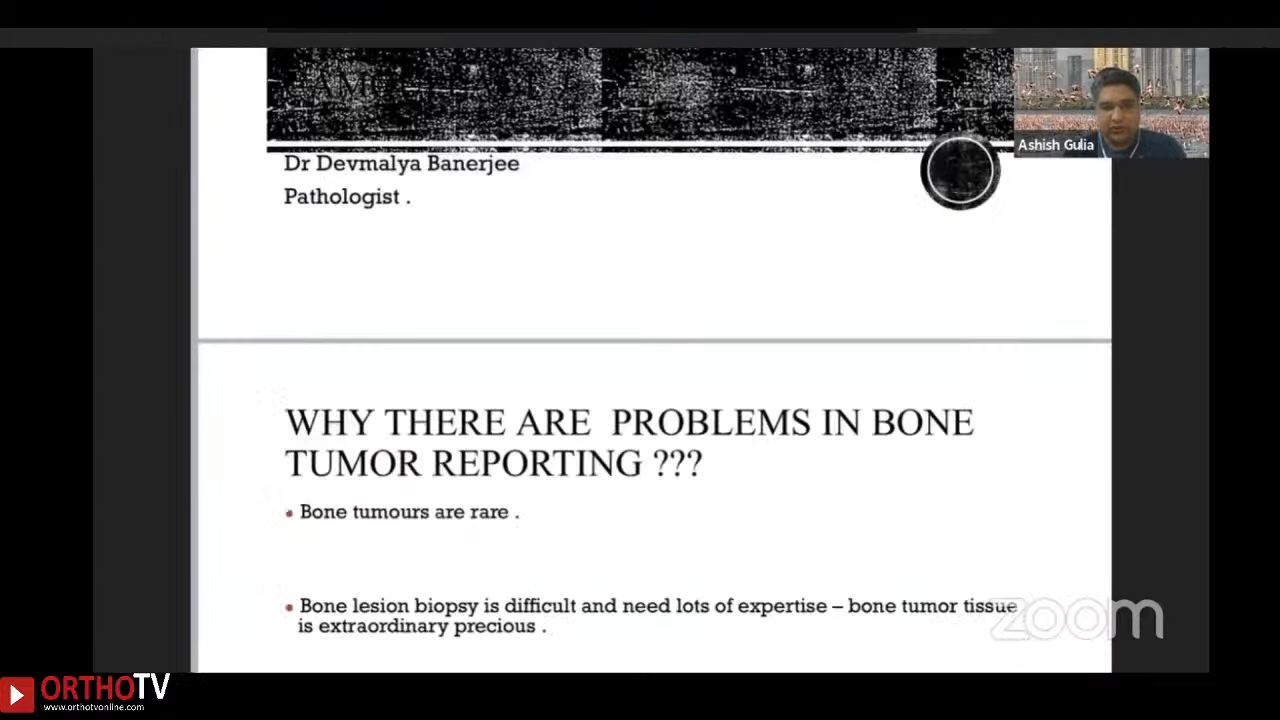 Ashish Gulia
Dr Devmalya Banerjee
Pathologist .
WHY THERE ARE PROBLEMS IN BONE
TUMOR REPORTING ???
Bone tumours are rare .
Bone lesion biopsy is difficult and need lots of expertise – bone tumor tissue
is extraordinary precious .
zoom
ORTHOTV
www.orthotvonline.com